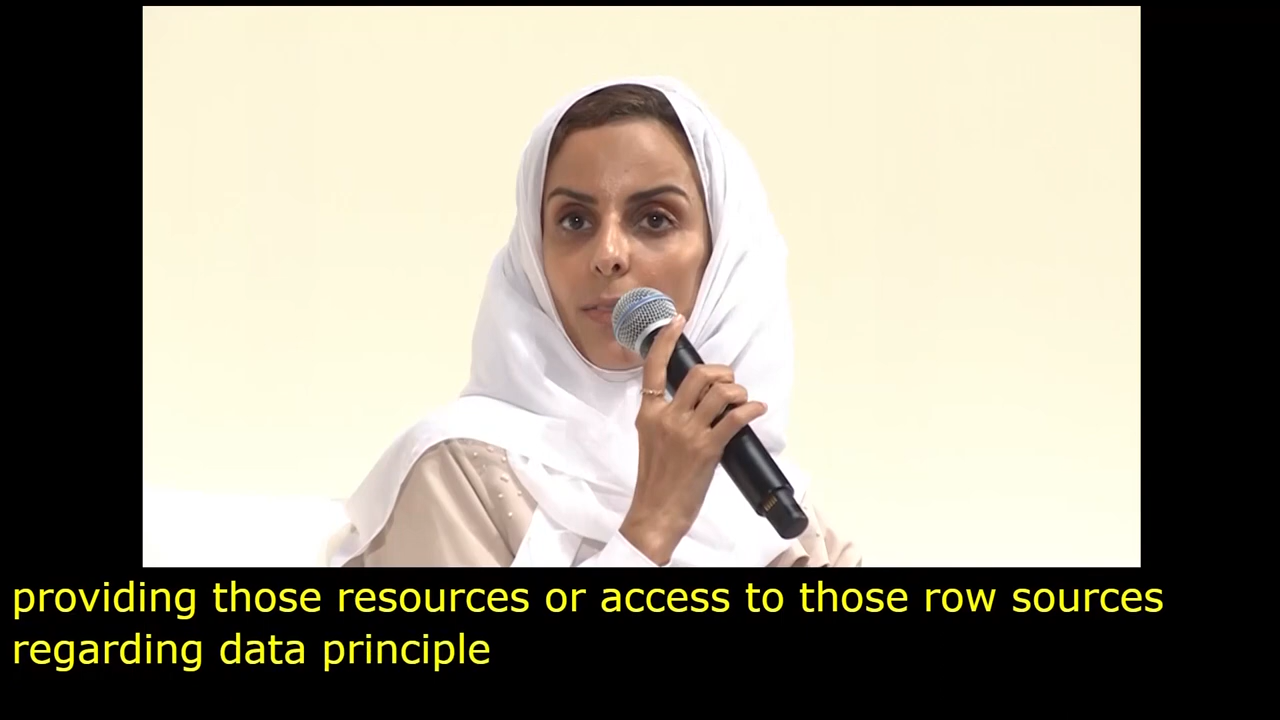 providing those resources or access to those row sources
regarding data principle